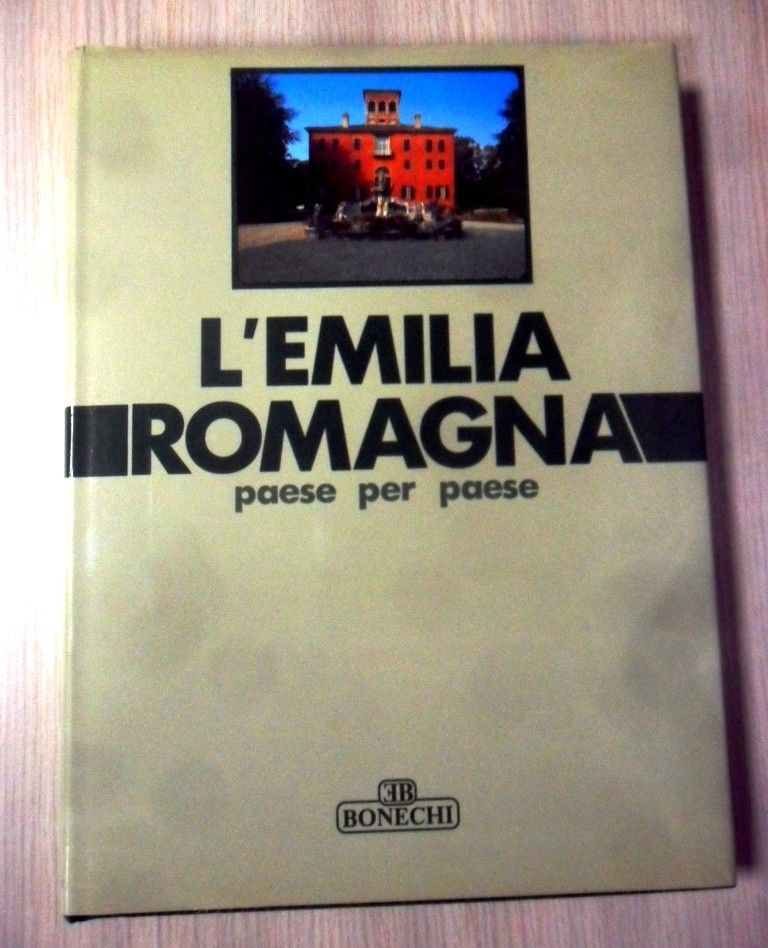 L'EMILIA
ROMAGNA
paese per paese
EB
BONECHI